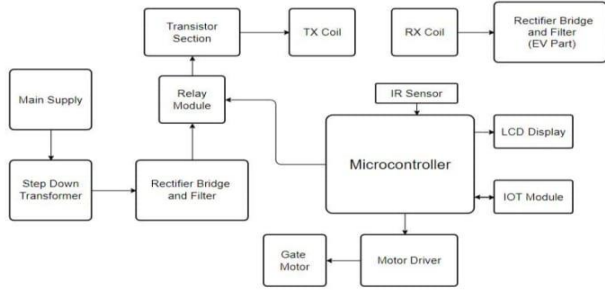 Transistor
Section
TX Coil
RX Coil
Rectifier Bridge
and Filter
(EV Part)
Main Supply
Relay
Module
IR Sensor
LCD Display
Microcontroller
Step Down
Transformer
Rectifier Bridge
and Filter
IOT Module
Gate
Motor
Motor Driver